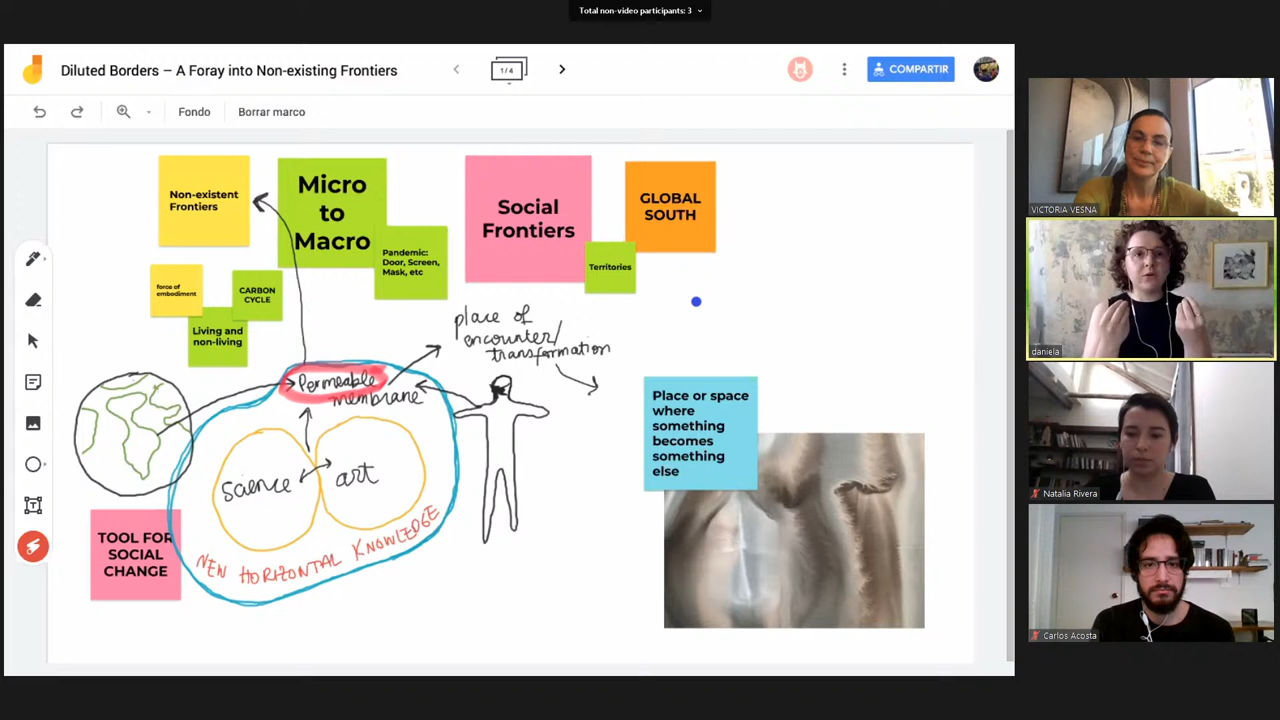 Total non-video participants: 3
Diluted Borders – A Foray into Non-existing Frontiers
1/4
COMPARTIR
Fondo
Borrar marco
Non-existent
Frontiers
Micro
to
Macro
Pandemic:
Door, Screen,
Mask, etc
Social
Frontiers
GLOBAL
SOUTH
Territories
force of
embodiment
CARBON
CYCLE
Living and
non-living
place of
encounter/
transformation
Permeable
membrane
science
art
NEW HORIZONTAL KNOWLEDGE
TOOL FOR
SOCIAL
CHANGE
Place or space
where
something
becomes
something
else
VICTORIA VESNA
daniela
Natalia Rivera
Carlos Acosta